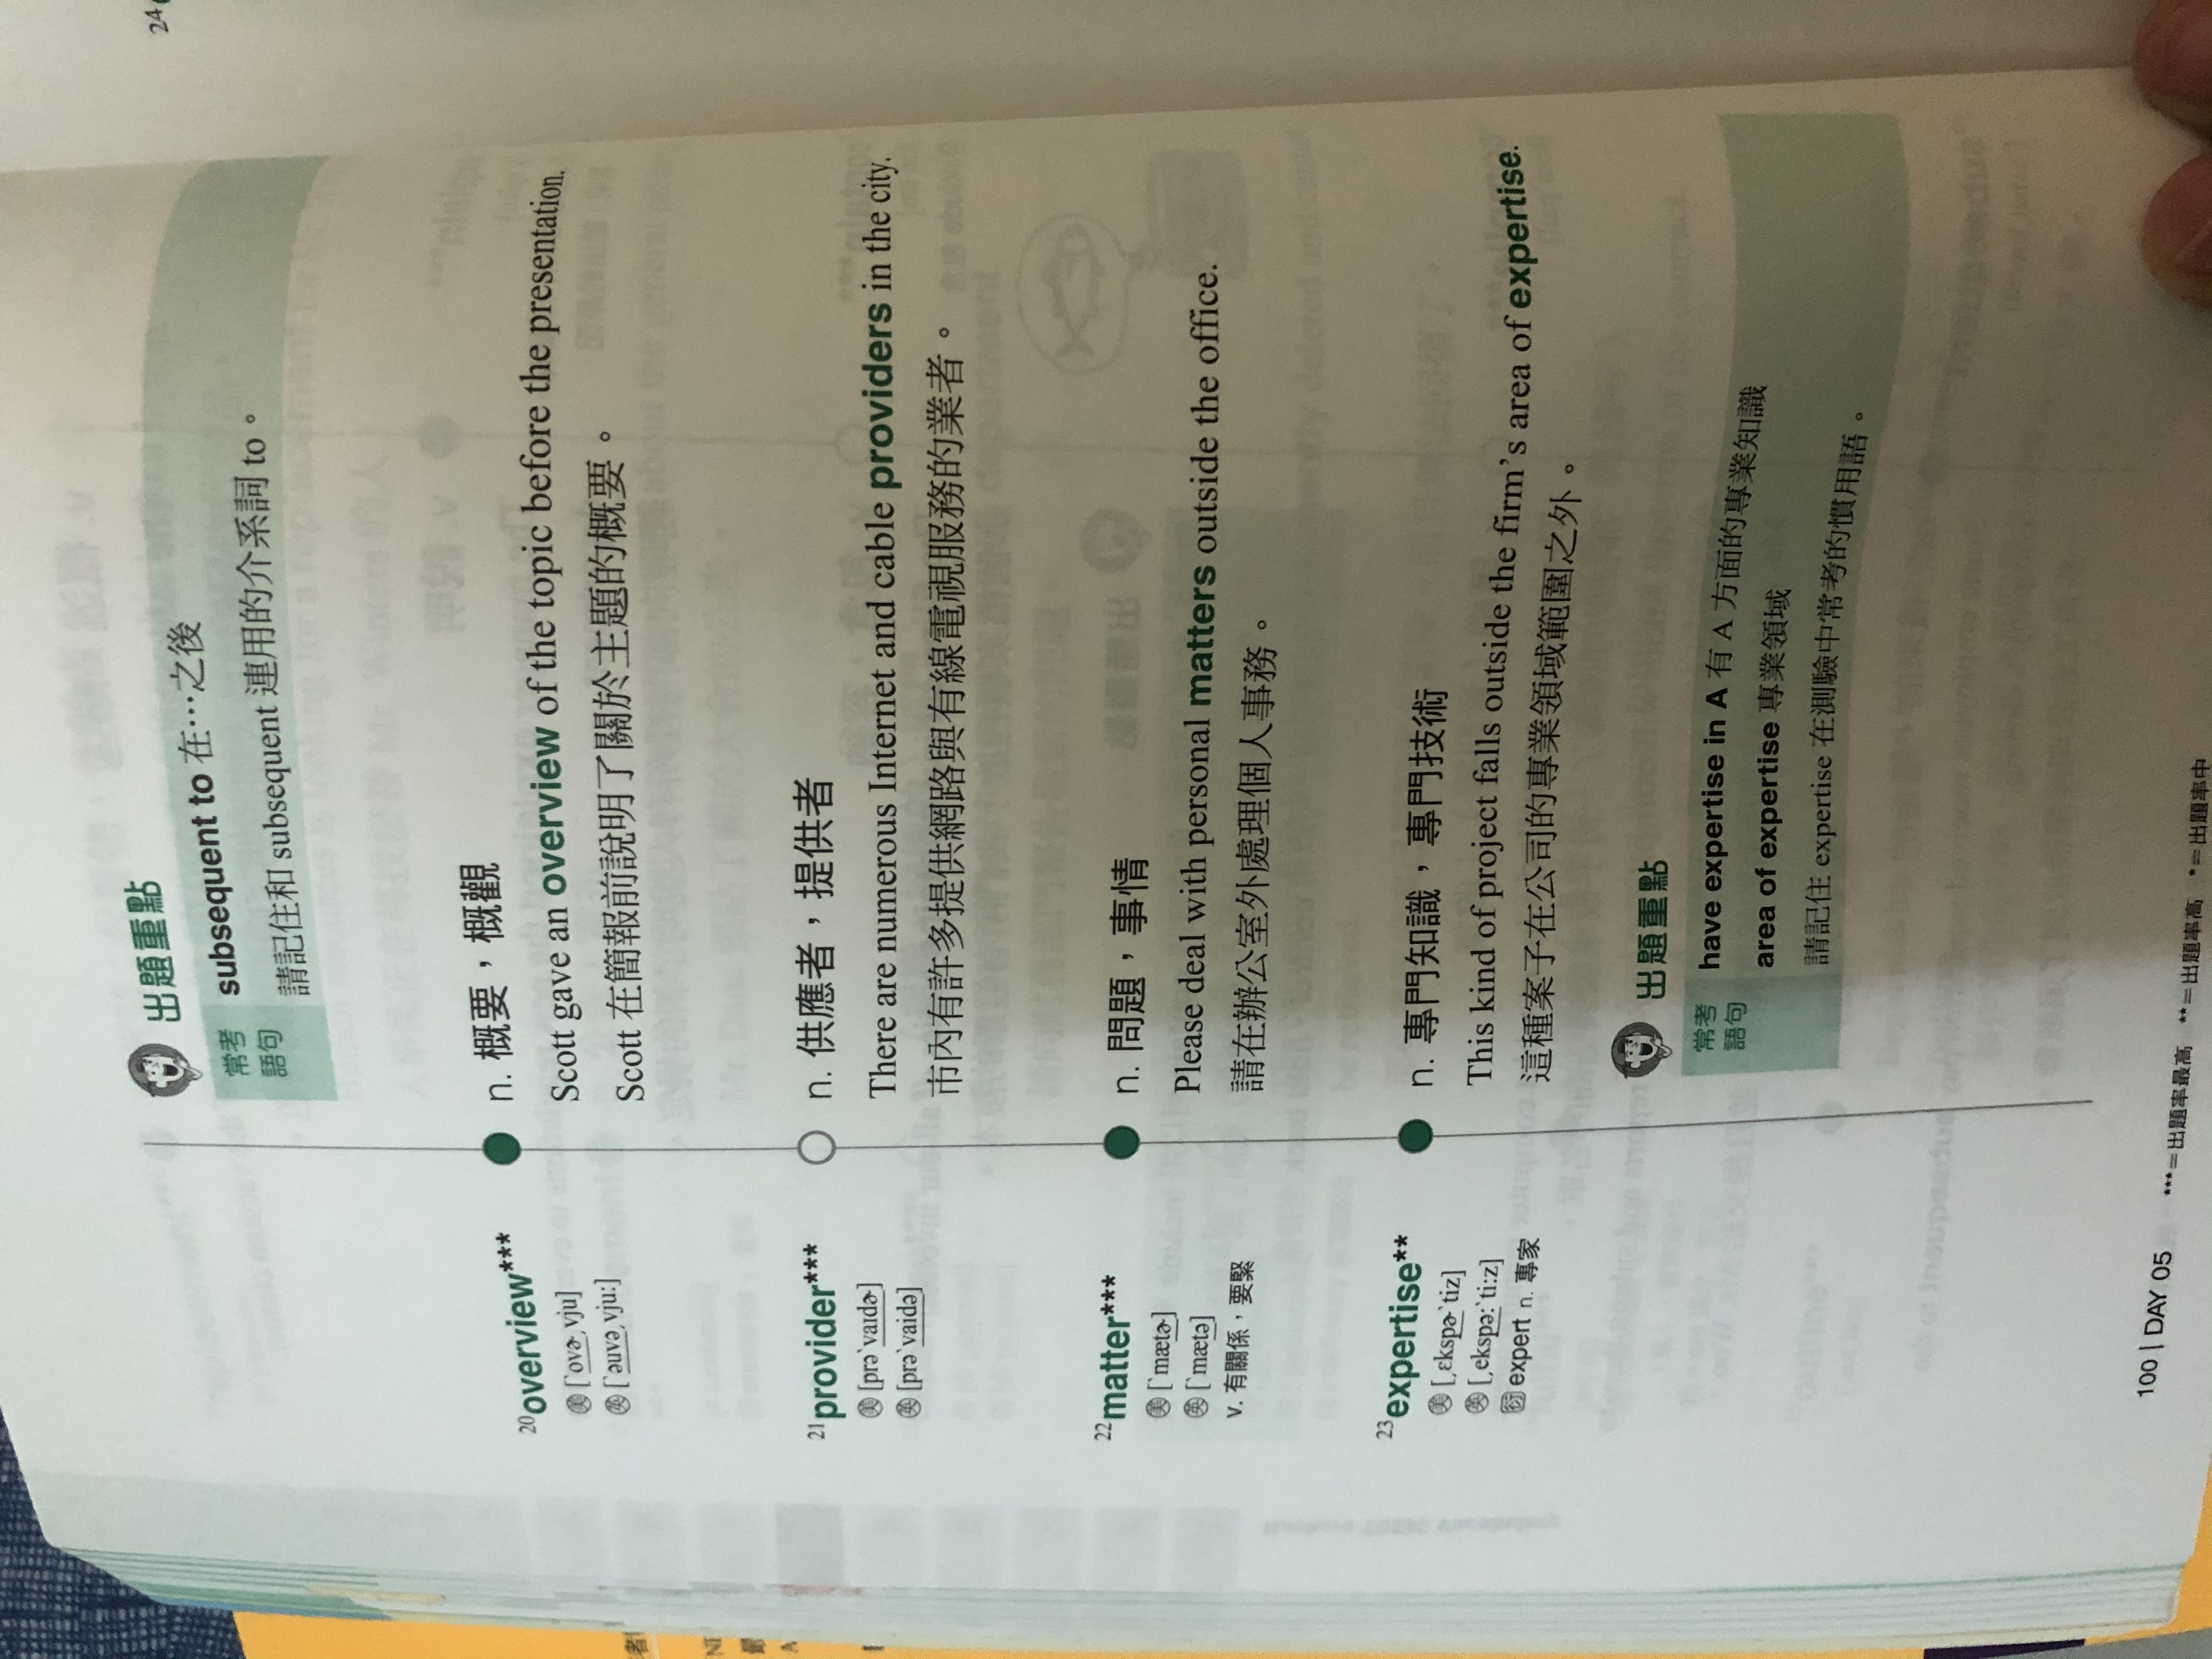 出題重點
常考
語句
subsequent to 在…之後
請記住和 subsequent 連用的介系詞 to。
20overview***
美[ˋovɚˏvju]
英[ˋəuvəˏvju:]
n. 概要，概觀
Scott gave an overview of the topic before the presentation.
Scott 在簡報前說明了關於主題的概要。
21provider***
美[prəˋvaɪdɚ]
英[prəˋvaidə]
n. 供應者，提供者
There are numerous Internet and cable providers in the city.
市內有許多提供網路與有線電視服務的業者。
22matter***
美[ˋmætɚ]
英[ˋmætə]
v. 有關係，要緊
n. 問題，事情
Please deal with personal matters outside the office.
請在辦公室外處理個人事務。
23expertise**
美[ˏɛkspɚˋtiz]
英[ˏekspə:ˋti:z]
衍 expert n. 專家
n. 專門知識，專門技術
This kind of project falls outside the firm's area of expertise.
這種案子在公司的專業領域範圍之外。
出題重點
常考
語句
have expertise in A 有 A 方面的專業知識
area of expertise 專業領域
請記住 expertise 在測驗中常考的慣用語。
100 | DAY 05
***＝出題率最高 **＝出題率高 *＝出題率中
24